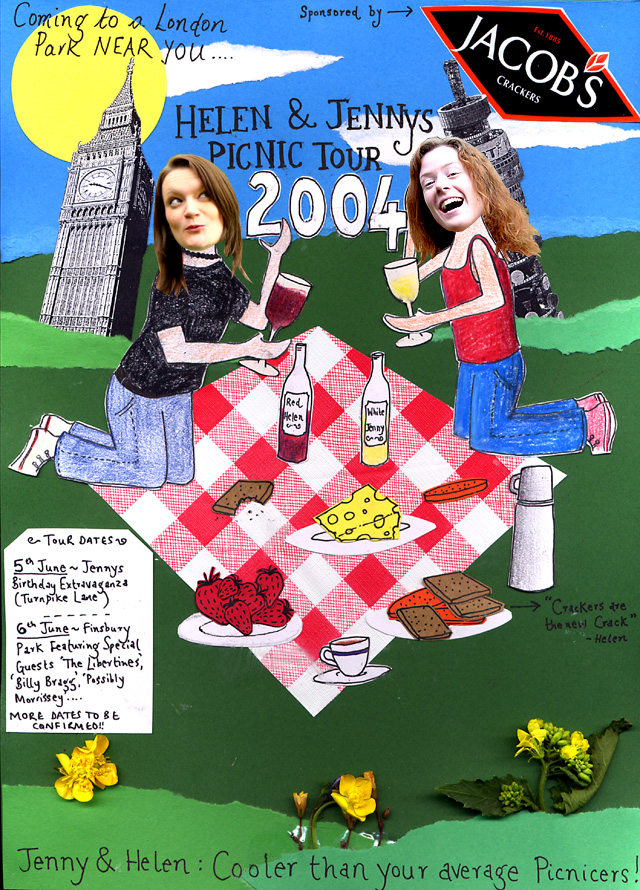 Coming to a London
Park NEAR YOU....
Sponsored by →
EST. 1885
JACOB'S
CRACKERS
HELEN & JENNYS
PICNIC TOUR
2004
Red
Helen
White
Jenny
~ TOUR DATES ~
5th June ~ Jennys
Birthday Extravaganza
(Turnpike Lane)
6th June ~ Finsbury
Park Featuring Special
Guests 'The Libertines,
'Billy Bragg', 'Possibly
Morrissey....
MORE DATES TO BE
CONFIRMED!!
→ "Crackers are
the new Crack"
- Helen
Jenny & Helen : Cooler than your average Picnicers!